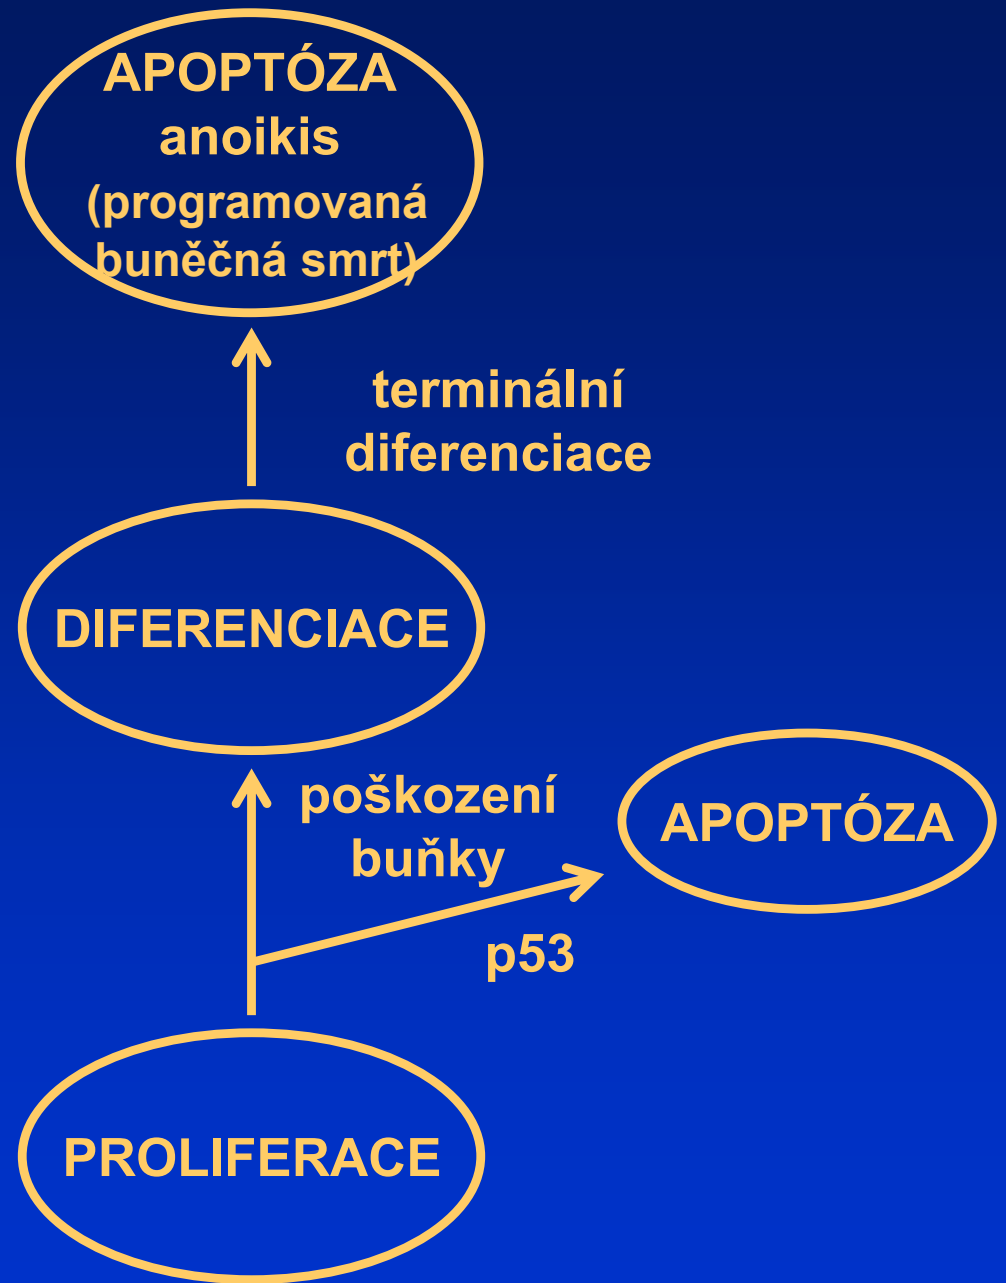 APOPTÓZA
anoikis
(programovaná
buněčná smrt)
terminální
diferenciace
DIFERENCIACE
poškození
buňky
APOPTÓZA
p53
PROLIFERACE